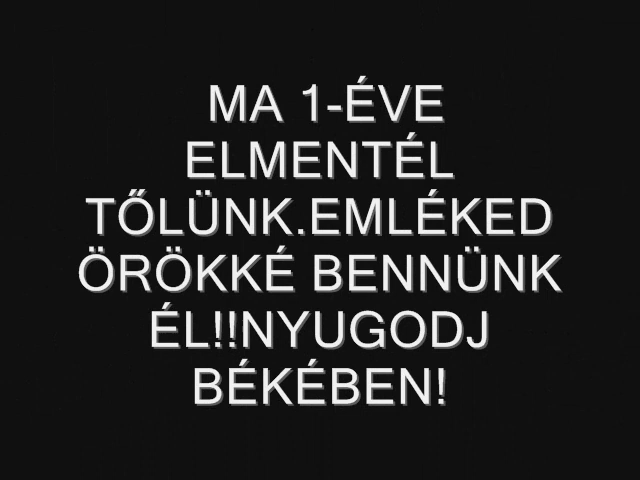 MA 1-ÉVE
ELMENTÉL
TŐLÜNK.EMLÉKED
ÖRÖKKÉ BENNÜNK
ÉL!!NYUGODJ
BÉKÉBEN!